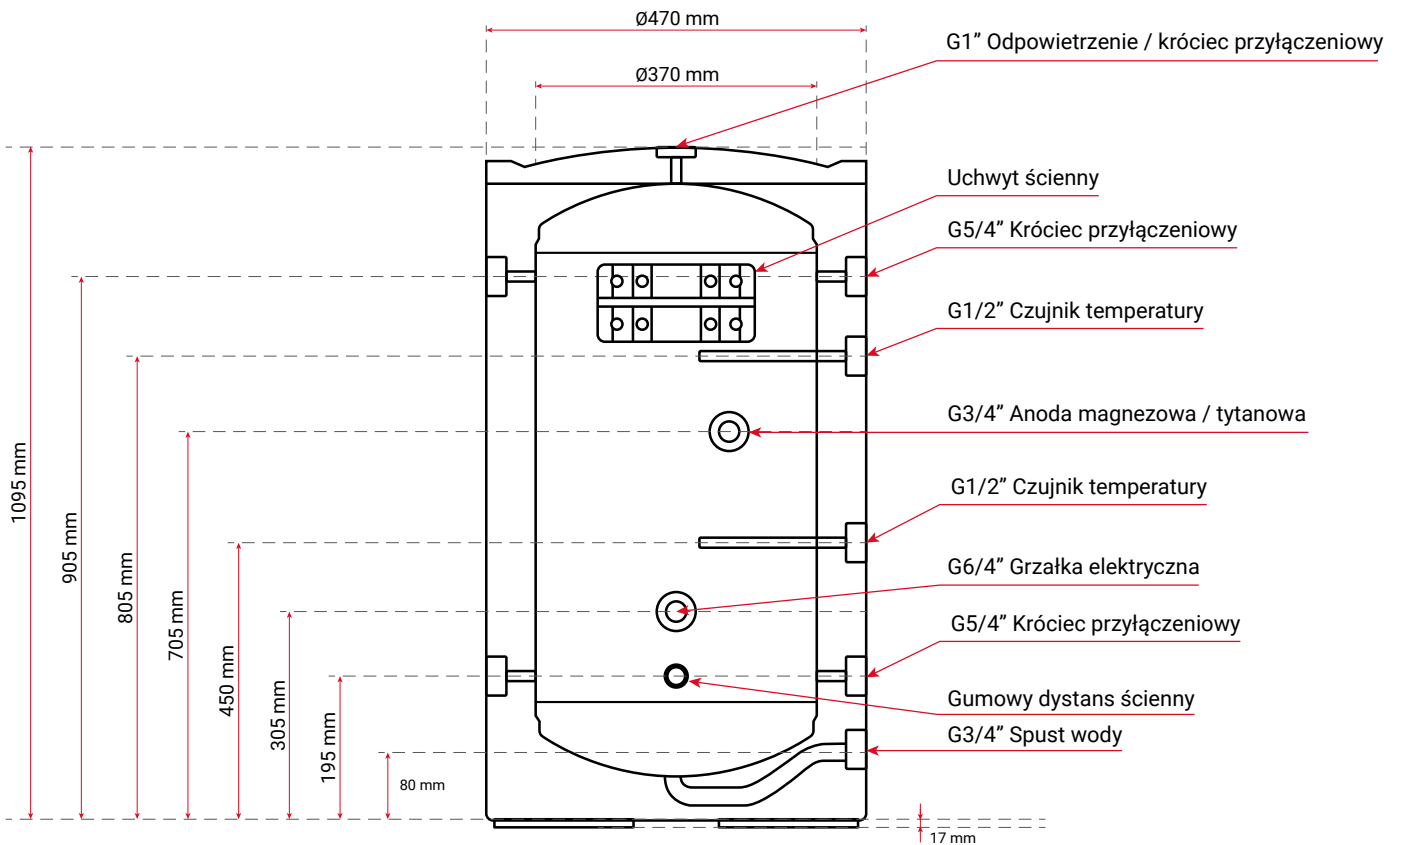 Ø470 mm
G1” Odpowietrzenie / króciec przyłączeniowy
Ø370 mm
Uchwyt ścienny
G5/4” Króciec przyłączeniowy
G1/2” Czujnik temperatury
G3/4” Anoda magnezowa / tytanowa
G1/2” Czujnik temperatury
G6/4” Grzałka elektryczna
G5/4” Króciec przyłączeniowy
Gumowy dystans ścienny
G3/4” Spust wody
1095 mm
905 mm
805 mm
705 mm
450 mm
305 mm
195 mm
80 mm
17 mm